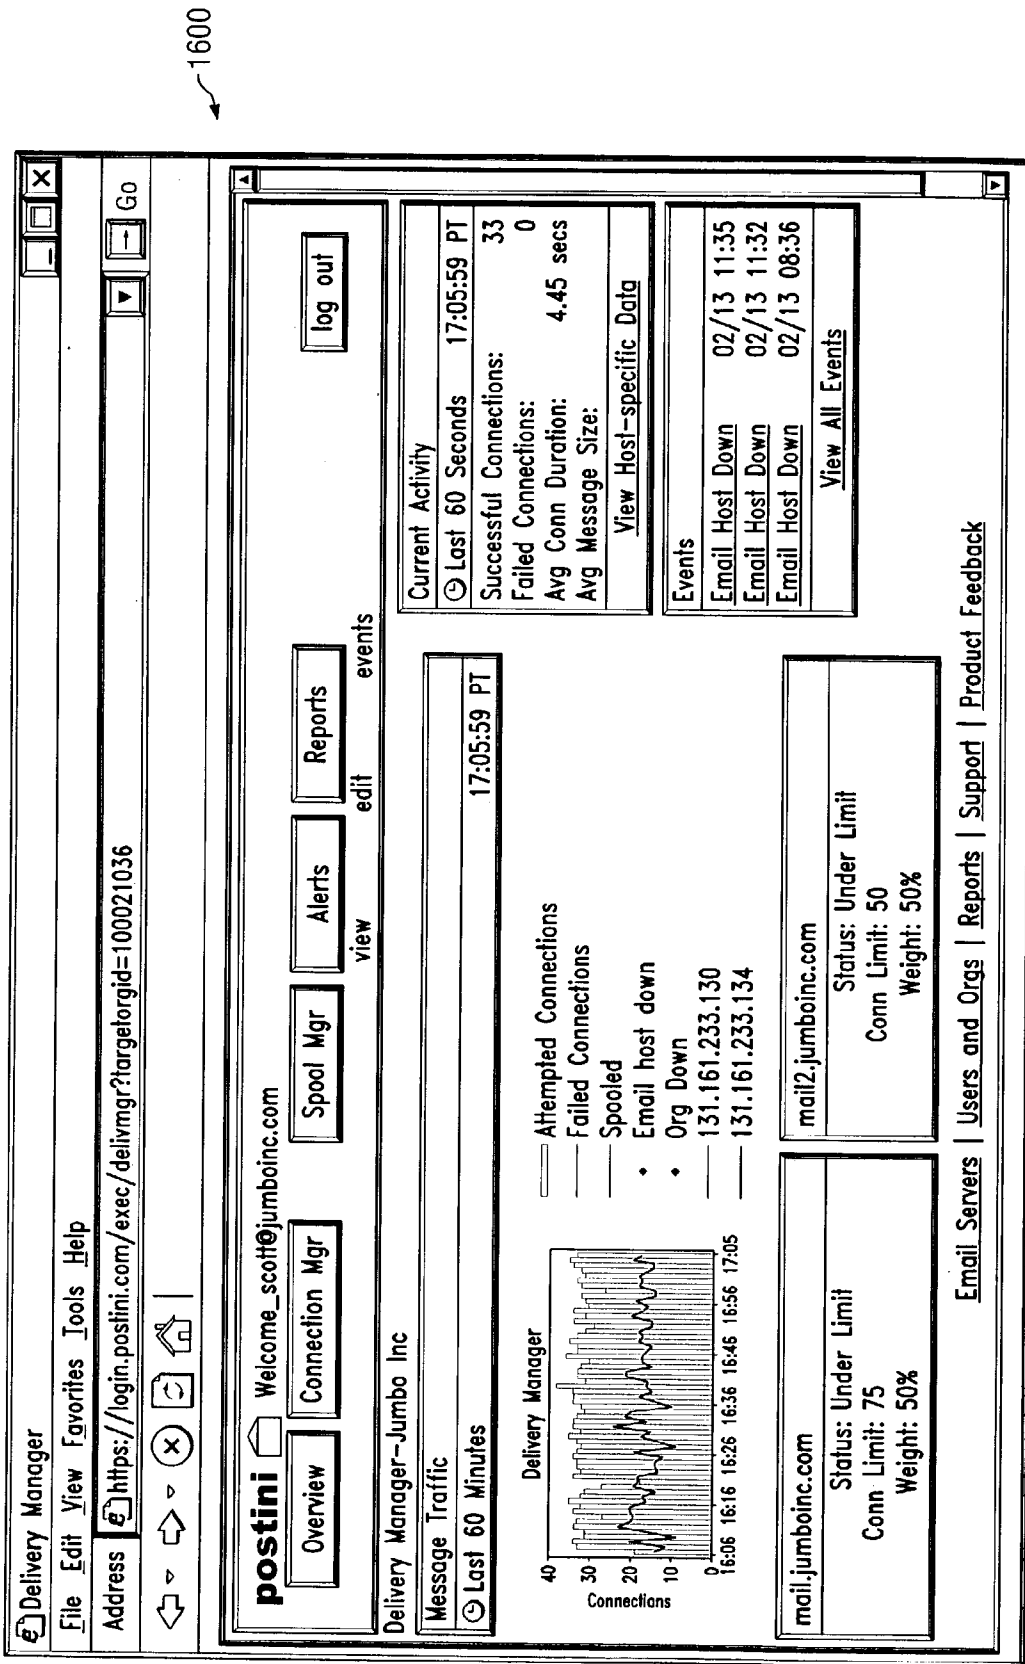 1600
Delivery Manager
File Edit View Favorites Tools Help
Address https://login.postini.com/exec/delivmgr?targetorgid=100021036 Go
postini Welcome_scott@jumboinc.com
Overview Connection Mgr Spool Mgr Alerts Reports log out
view edit events
Delivery Manager-Jumbo Inc
Message Traffic
Last 60 Minutes 17:05:59 PT
Delivery Manager
Connections
40
30
20
10
0
16:06 16:16 16:26 16:36 16:46 16:56 17:05
Attempted Connections
Failed Connections
Spooled
Email host down
Org Down
131.161.233.130
131.161.233.134
Current Activity
Last 60 Seconds 17:05:59 PT
Successful Connections: 33
Failed Connections: 0
Avg Conn Duration: 4.45 secs
Avg Message Size:
View Host-specific Data
Events
Email Host Down 02/13 11:35
Email Host Down 02/13 11:32
Email Host Down 02/13 08:36
View All Events
mail.jumboinc.com
Status: Under Limit
Conn Limit: 75
Weight: 50%
mail2.jumboinc.com
Status: Under Limit
Conn Limit: 50
Weight: 50%
Email Servers | Users and Orgs | Reports | Support | Product Feedback